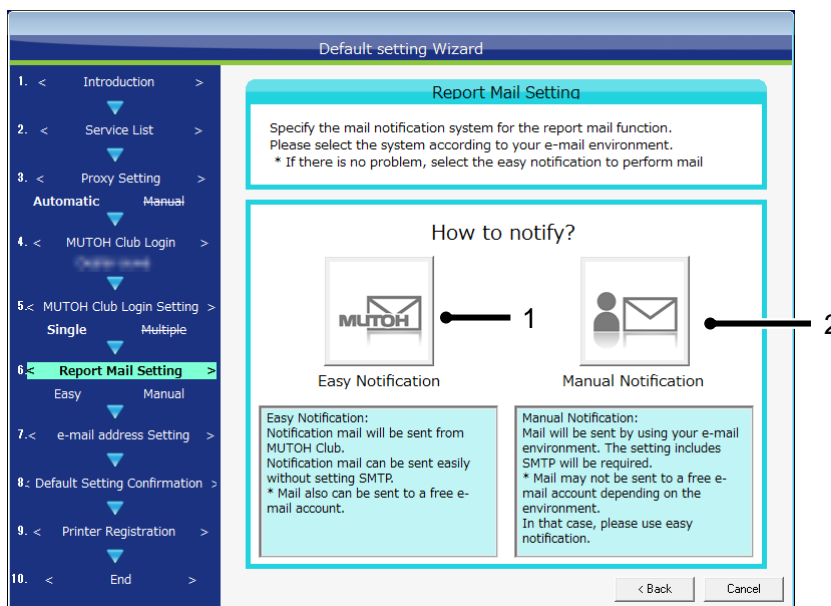 Default setting Wizard
1. < Introduction >
2. < Service List >
3. < Proxy Setting >
Automatic Manual
4. < MUTOH Club Login >
5.< MUTOH Club Login Setting >
Single Multiple
6.< Report Mail Setting >
Easy Manual
7.< e-mail address Setting >
8.< Default Setting Confirmation >
9. < Printer Registration >
10. < End >
Report Mail Setting
Specify the mail notification system for the report mail function.
Please select the system according to your e-mail environment.
* If there is no problem, select the easy notification to perform mail
How to notify?
MUTOH
1
2
Easy Notification
Manual Notification
Easy Notification:
Notification mail will be sent from
MUTOH Club.
Notification mail can be sent easily
without setting SMTP.
* Mail also can be sent to a free e-
mail account.
Manual Notification:
Mail will be sent by using your e-mail
environment. The setting includes
SMTP will be required.
* Mail may not be sent to a free e-
mail account depending on the
environment.
In that case, please use easy
notification.
< Back
Cancel